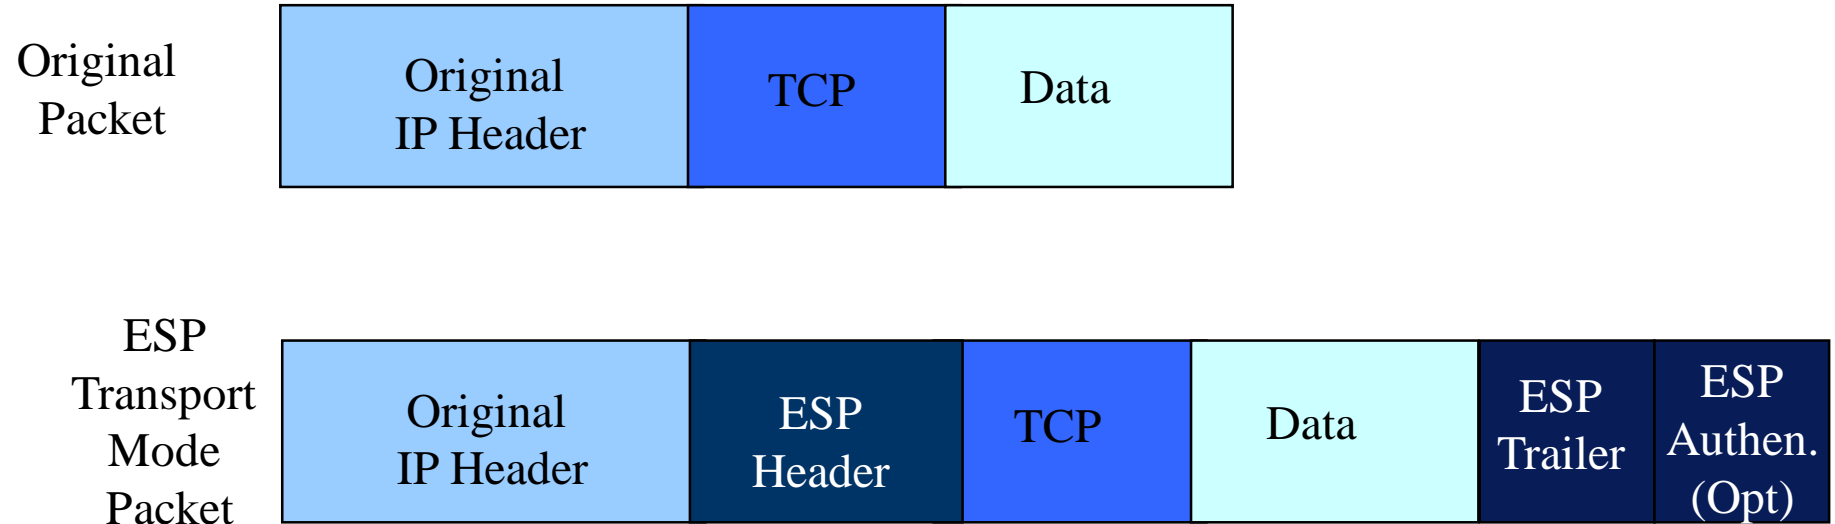 Original
Packet
Original
IP Header
TCP
Data
ESP
Transport
Mode
Packet
Original
IP Header
ESP
Header
TCP
Data
ESP
Trailer
ESP
Authen.
(Opt)